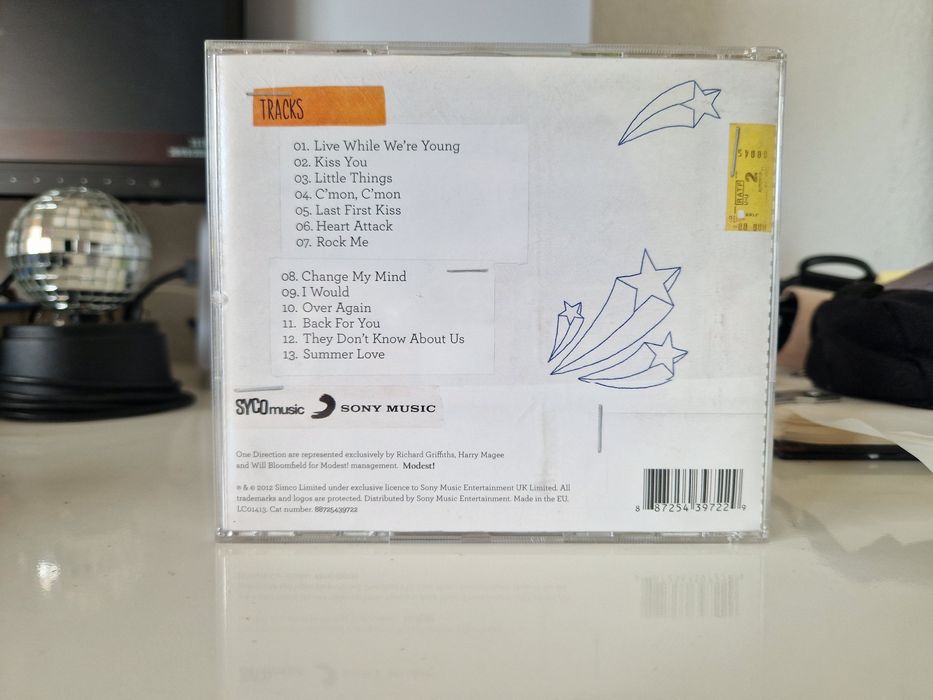 TRACKS
01. Live While We're Young
02. Kiss You
03. Little Things
04. C'mon, C'mon
05. Last First Kiss
06. Heart Attack
07. Rock Me
08. Change My Mind
09. I Would
10. Over Again
11. Back For You
12. They Don't Know About Us
13. Summer Love
SYCOmusic SONY MUSIC
One Direction are represented exclusively by Richard Griffiths, Harry Magee
and Will Bloomfield for Modest! management. Modest!
℗ & © 2012 Simco Limited under exclusive licence to Sony Music Entertainment UK Limited. All
trademarks and logos are protected. Distributed by Sony Music Entertainment. Made in the EU.
LC01413. Cat number. 88725439722
8 87254 39722 9
RATP
2